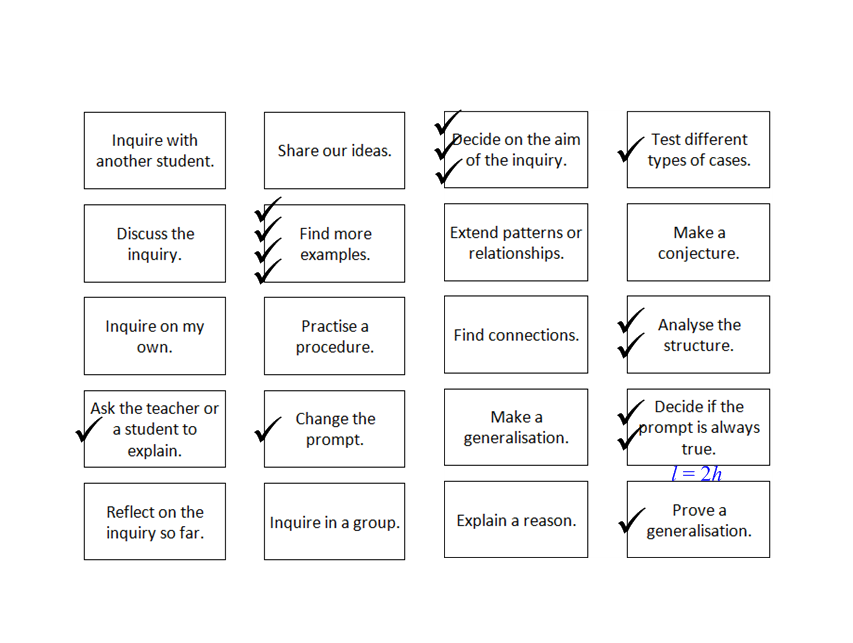 Inquire with
another student.
Share our ideas.
Decide on the aim
of the inquiry.
Test different
types of cases.
Discuss the
inquiry.
Find more
examples.
Extend patterns or
relationships.
Make a
conjecture.
Inquire on my
own.
Practise a
procedure.
Find connections.
Analyse the
structure.
Ask the teacher or
a student to
explain.
Change the
prompt.
Make a
generalisation.
Decide if the
prompt is always
true.
l = 2h
Reflect on the
inquiry so far.
Inquire in a group.
Explain a reason.
Prove a
generalisation.